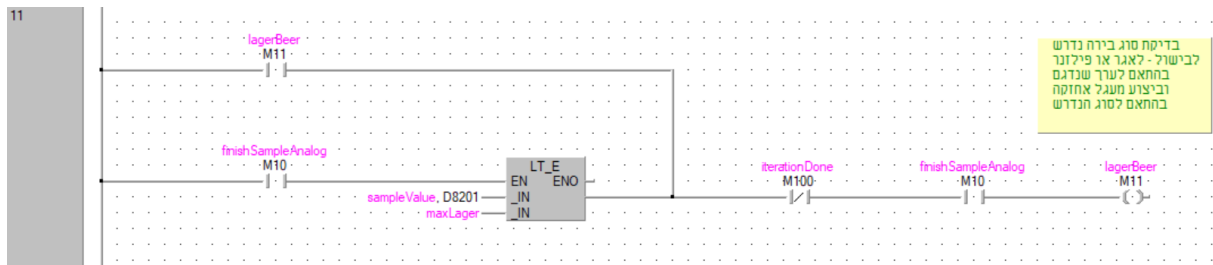 11
lagerBeer
M11
בדיקת סוג בירה נדרש
לבישול - לאגר או פילזנר
בהתאם לערך שנדגם
וביצוע מעגל אחזקה
בהתאם לסוג הנדרש
finishSampleAnalog
M10
LT_E
EN ENO
sampleValue, D8201 _IN
maxLager _IN
iterationDone
M100
finishSampleAnalog
M10
lagerBeer
M11